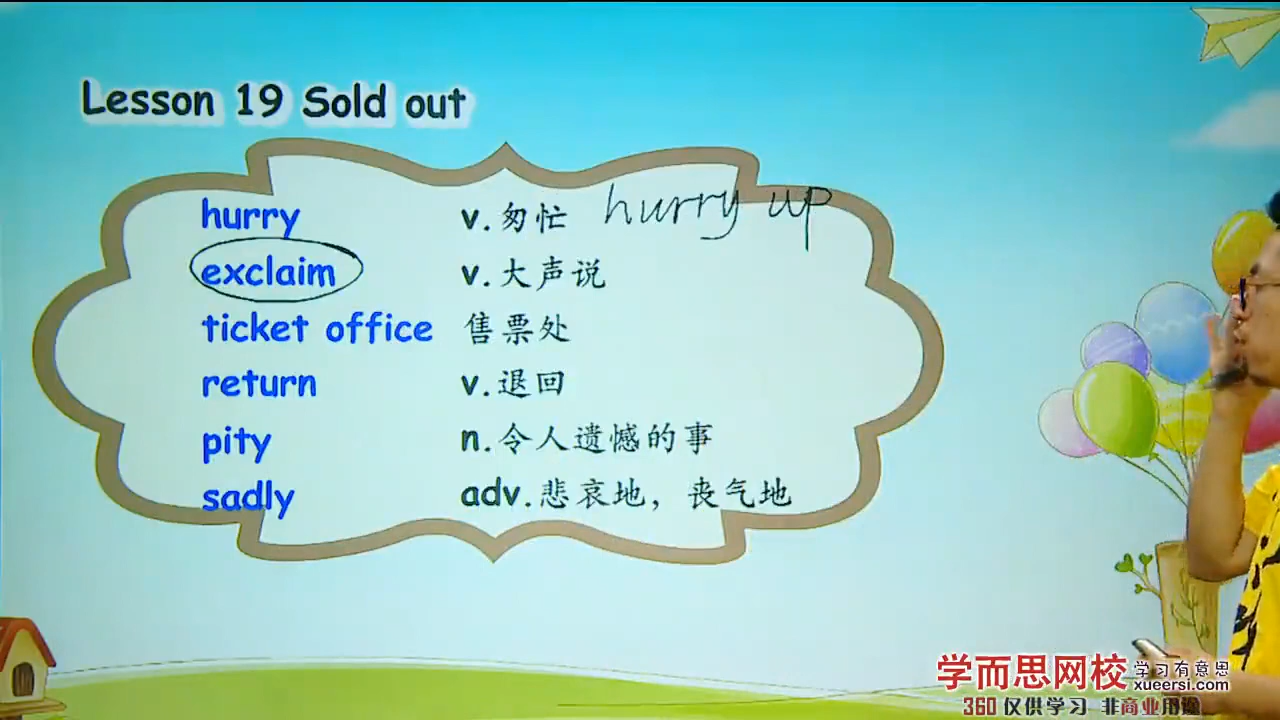 Lesson 19 Sold out
hurry v.匆忙 hurry up
exclaim v.大声说
ticket office 售票处
return v.退回
pity n.令人遗憾的事
sadly adv.悲哀地，丧气地
学而思网校 学习有意思
xueersi.com
360 仅供学习 非商业用途